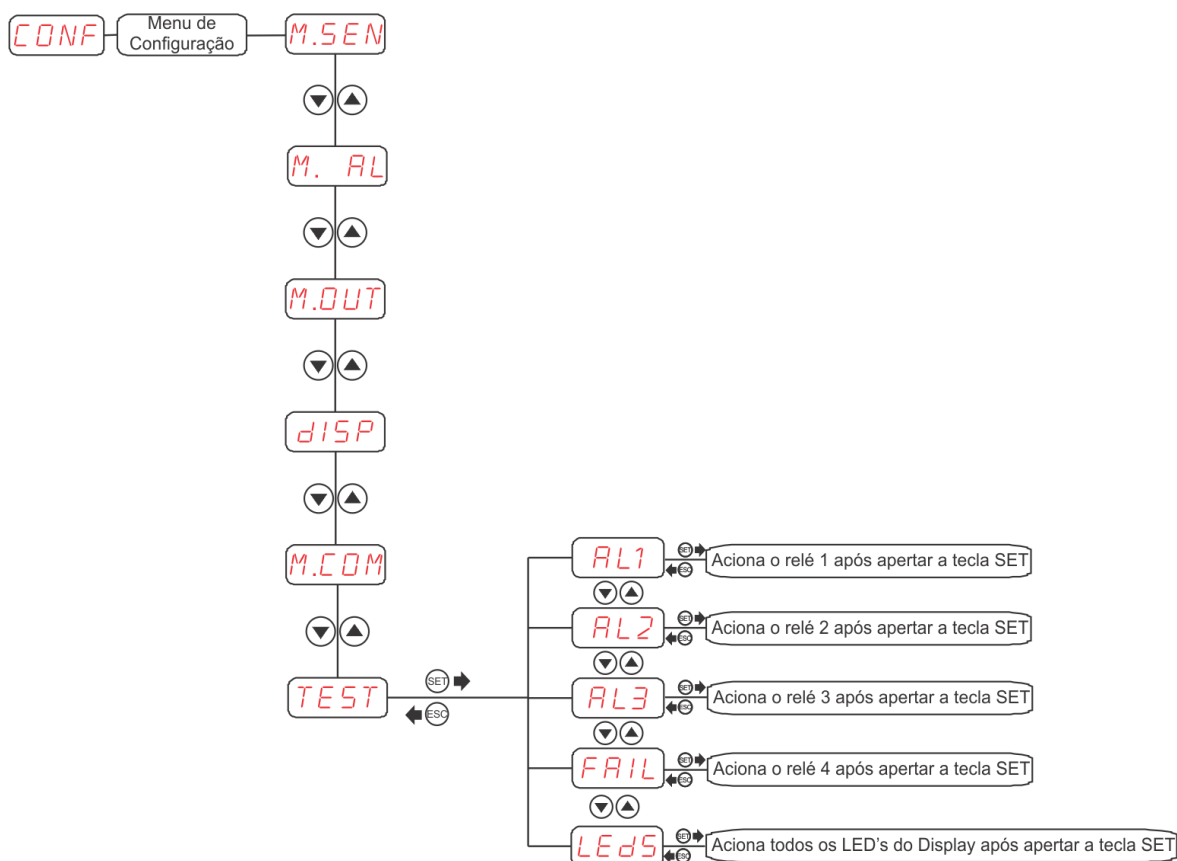 CONF
Menu de
Configuração
M.SEN
M. AL
M.OUT
dISP
M.COM
TEST
SET
ESC
AL1
SET
ESC
Aciona o relé 1 após apertar a tecla SET
AL2
SET
ESC
Aciona o relé 2 após apertar a tecla SET
AL3
SET
ESC
Aciona o relé 3 após apertar a tecla SET
FAIL
SET
ESC
Aciona o relé 4 após apertar a tecla SET
LEdS
SET
ESC
Aciona todos os LED's do Display após apertar a tecla SET